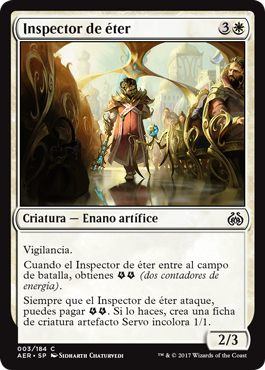 Inspector de éter 3
Criatura — Enano artífice
Vigilancia.
Cuando el Inspector de éter entre al campo
de batalla, obtienes (dos contadores de
energía).
Siempre que el Inspector de éter ataque,
puedes pagar . Si lo haces, crea una ficha
de criatura artefacto Servo incolora 1/1.
2/3
003/184 C
AER • SP Sidharth Chaturvedi
™ & © 2017 Wizards of the Coast